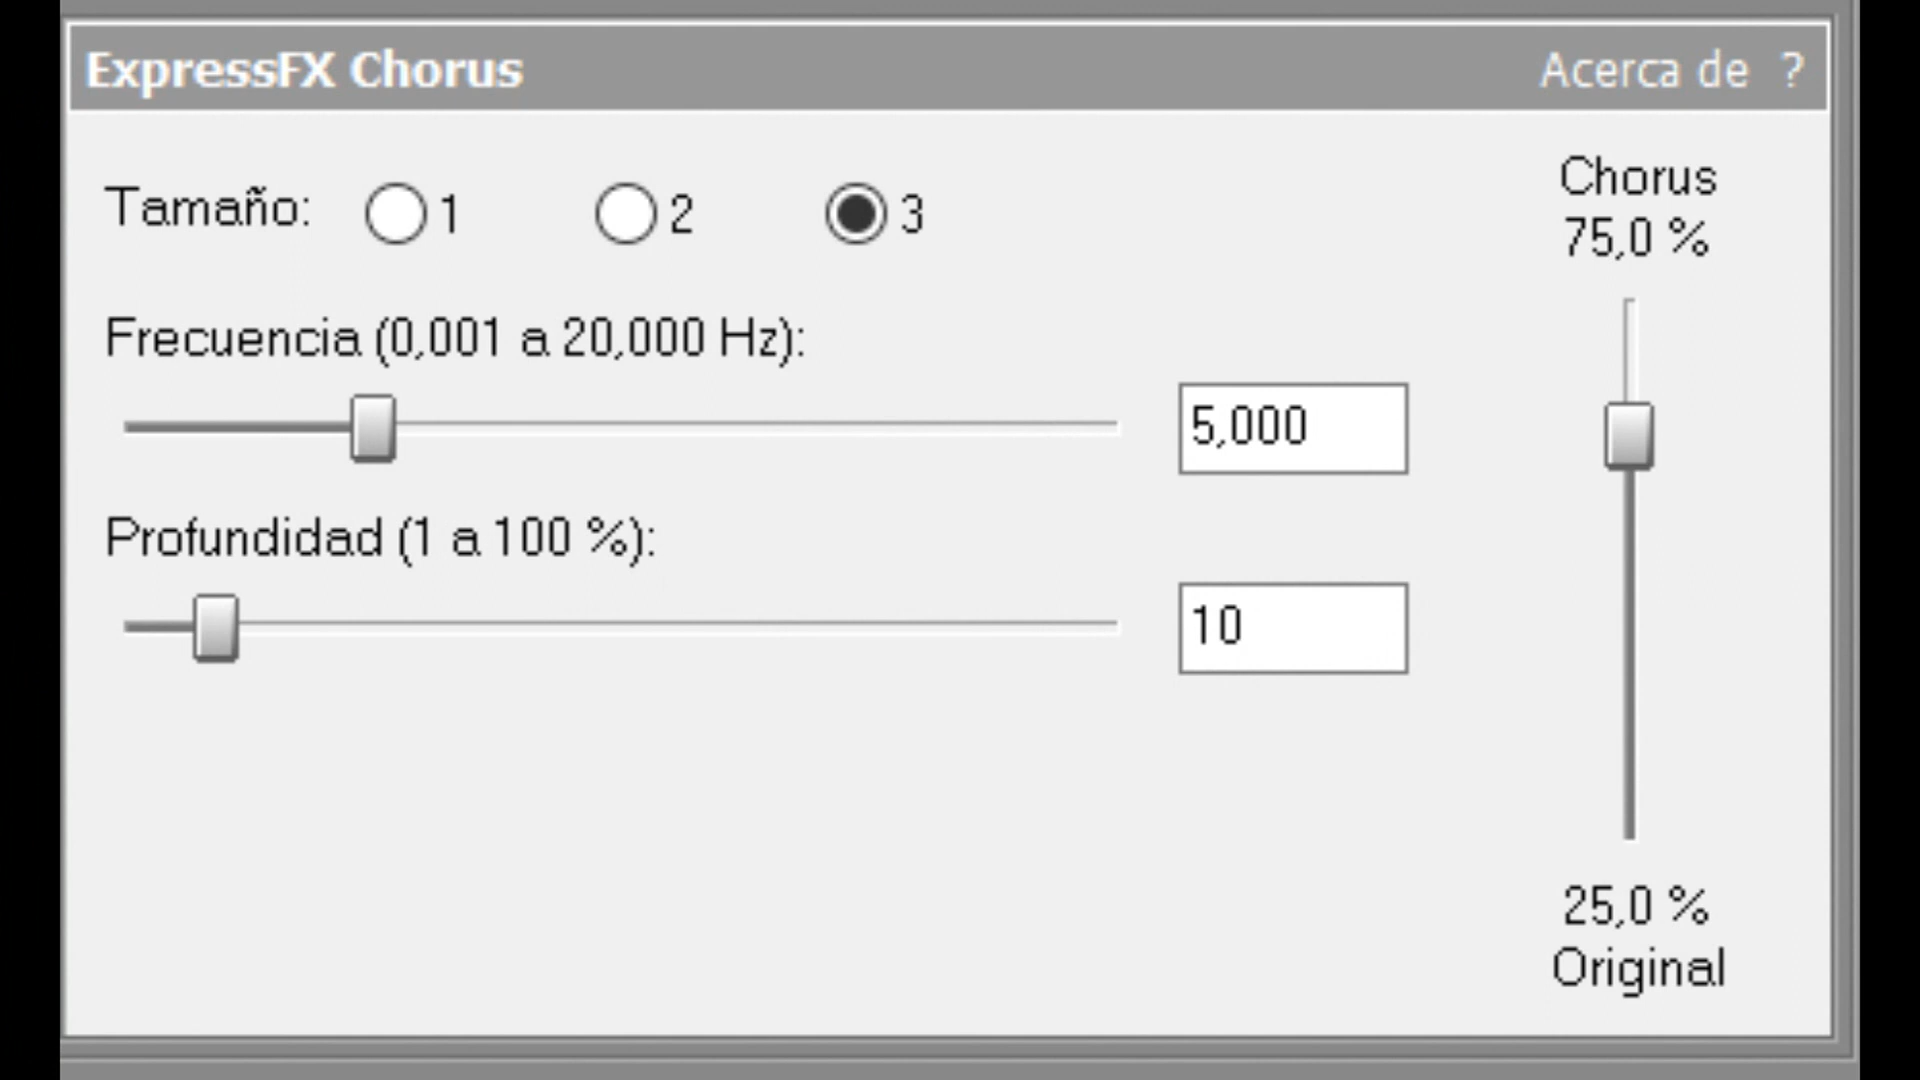 ExpressFX Chorus Acerca de ?
Tamaño: 1 2 3
Chorus
75,0 %
Frecuencia (0,001 a 20,000 Hz):
5,000
Profundidad (1 a 100 %):
10
25,0 %
Original